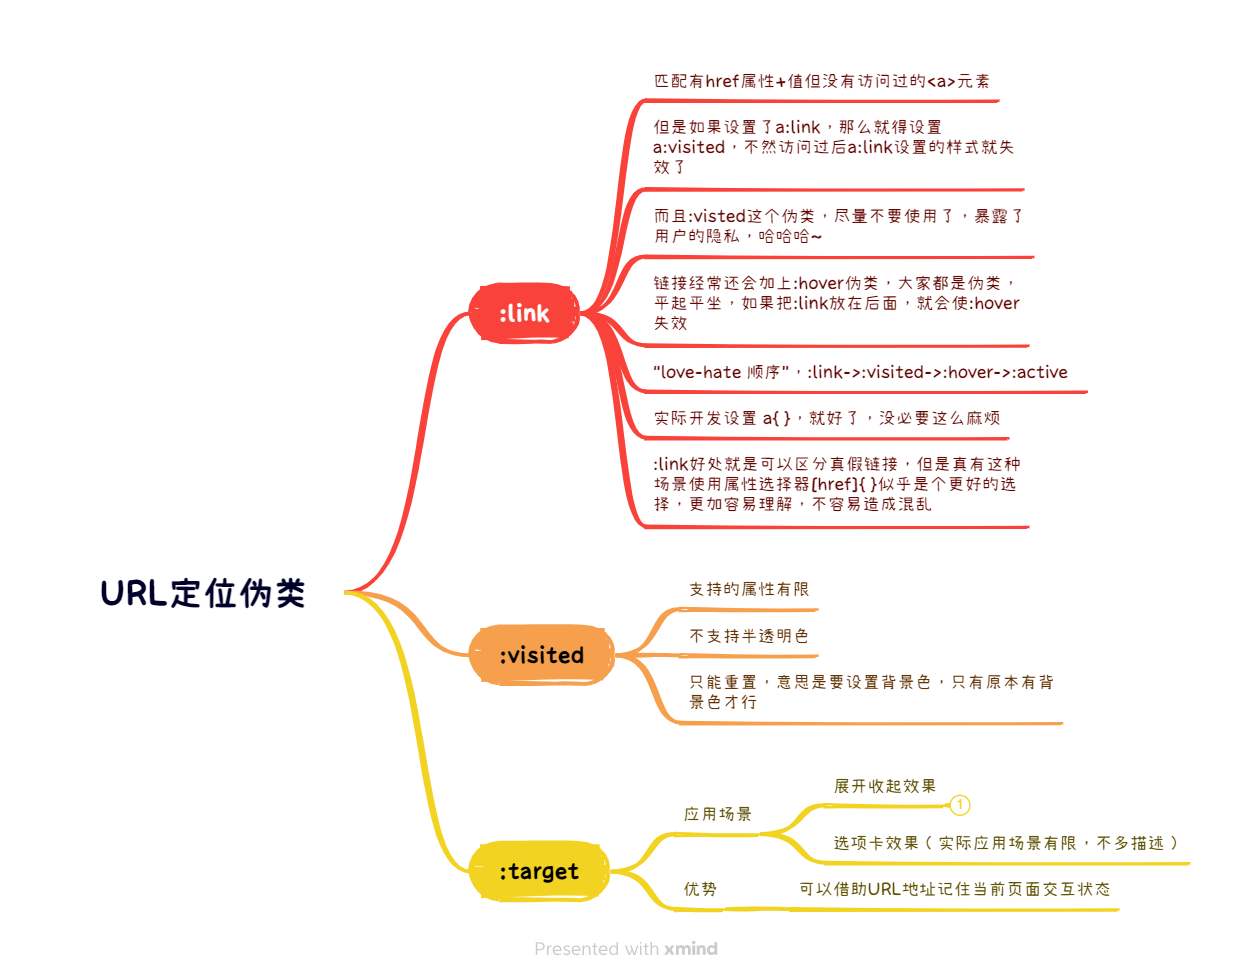 匹配有href属性+值但没有访问过的<a>元素
但是如果设置了a:link，那么就得设置
a:visited，不然访问过后a:link设置的样式就失
效了
而且:visted这个伪类，尽量不要使用了，暴露了
用户的隐私，哈哈哈~
链接经常还会加上:hover伪类，大家都是伪类，
平起平坐，如果把:link放在后面，就会使:hover
失效
:link
"love-hate 顺序"，:link->:visited->:hover->:active
实际开发设置 a{ }，就好了，没必要这么麻烦
:link好处就是可以区分真假链接，但是真有这种
场景使用属性选择器[href]{ }似乎是个更好的选
择，更加容易理解，不容易造成混乱
URL定位伪类
支持的属性有限
不支持半透明色
:visited
只能重置，意思是要设置背景色，只有原本有背
景色才行
展开收起效果
1
应用场景
选项卡效果（实际应用场景有限，不多描述）
:target
优势
可以借助URL地址记住当前页面交互状态
Presented with xmind